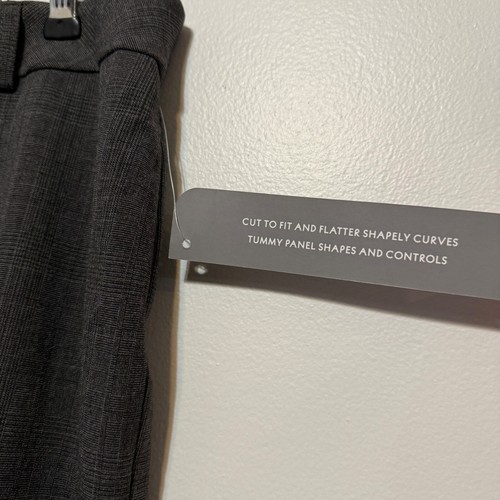 CUT TO FIT AND FLATTER SHAPELY CURVES
TUMMY PANEL SHAPES AND CONTROLS